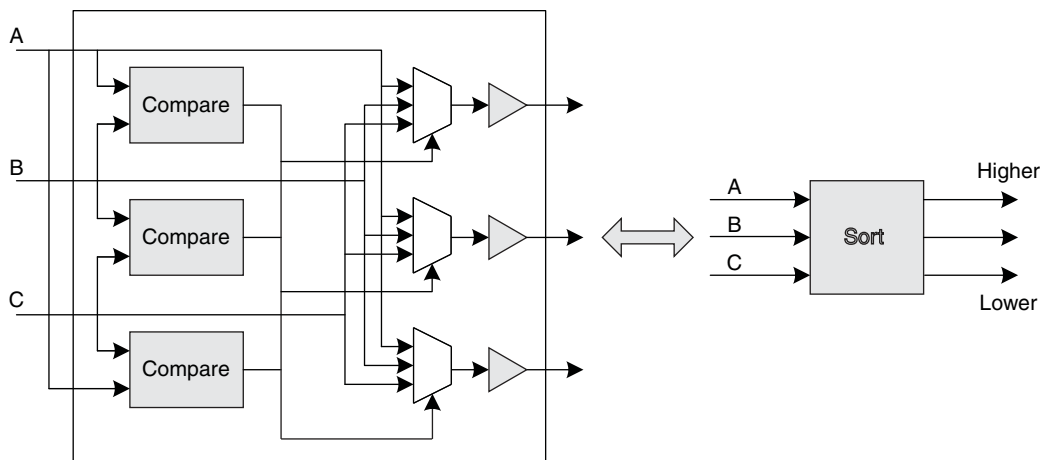 A
Compare
B
Compare
C
Compare
A
B
C
Sort
Higher
Lower